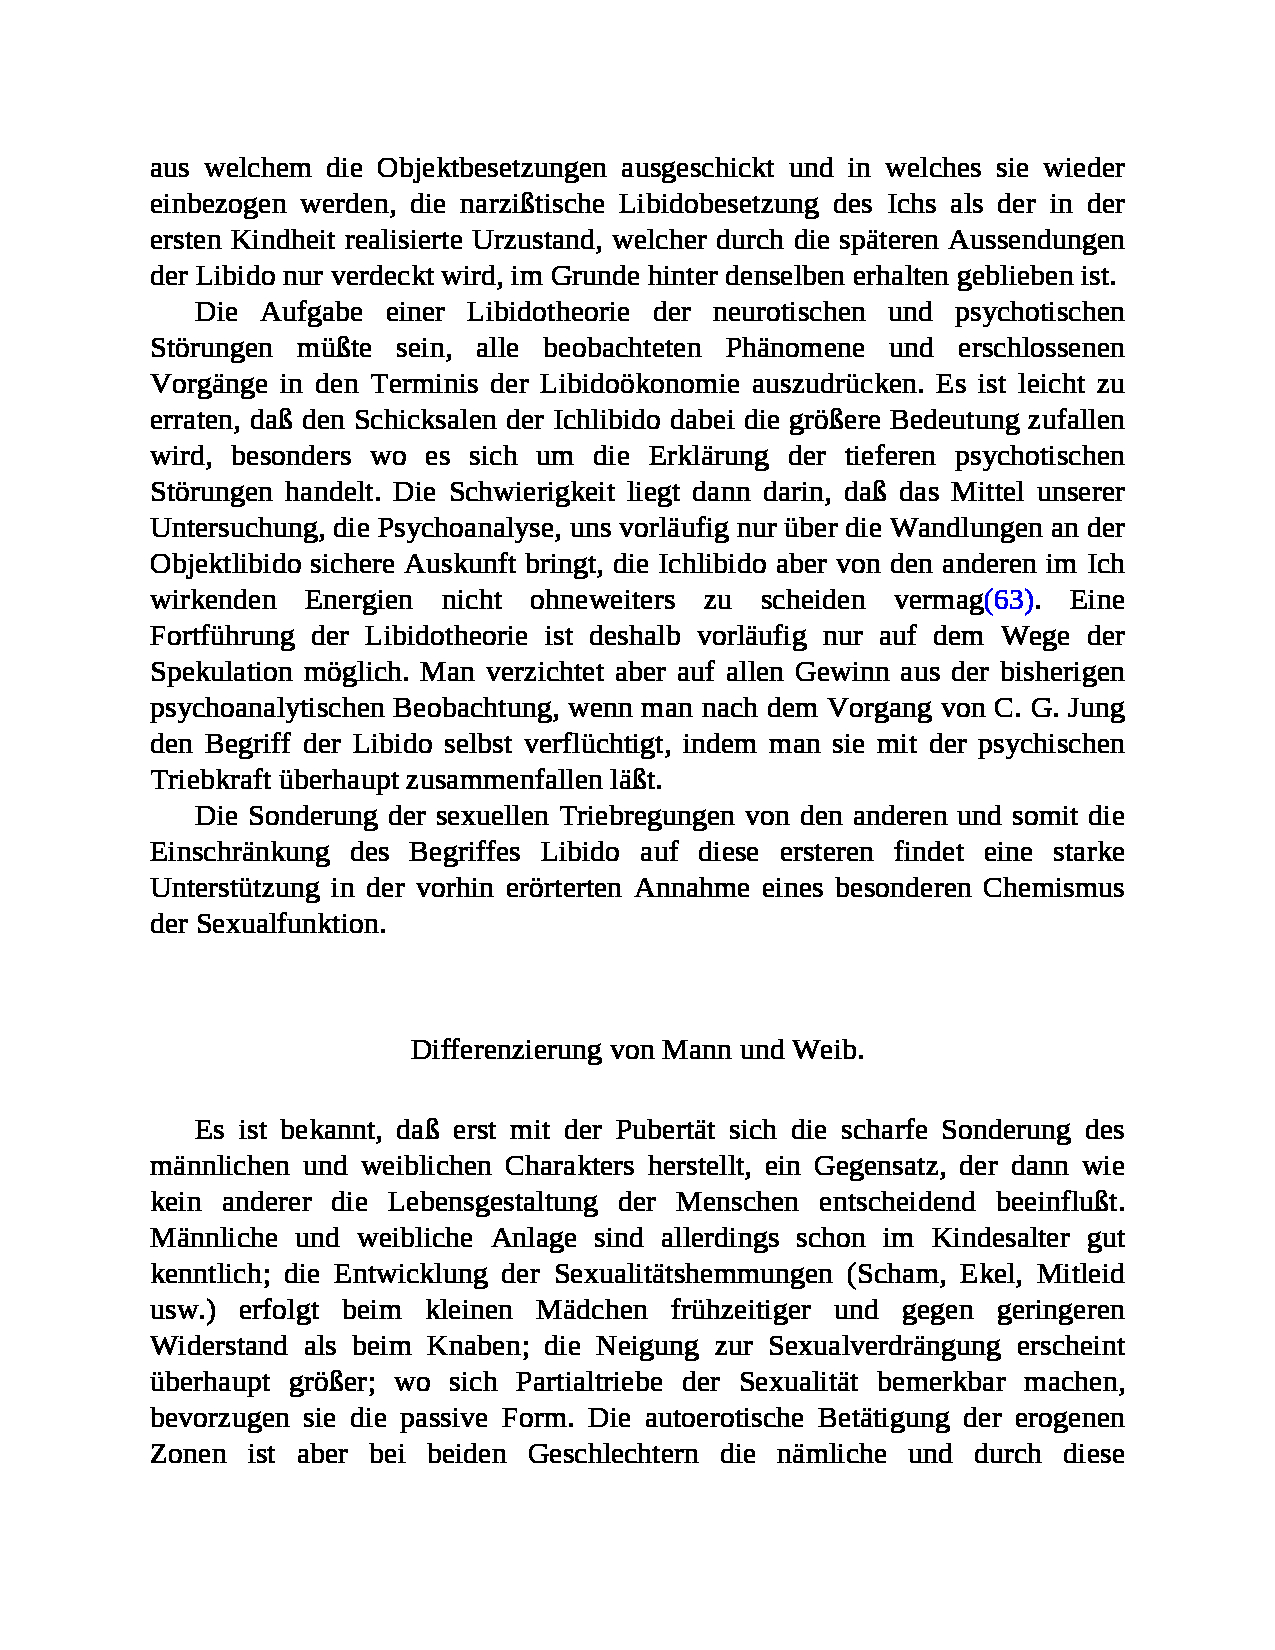 aus welchem die Objektbesetzungen ausgeschickt und in welches sie wieder
einbezogen werden, die narzißtische Libidobesetzung des Ichs als der in der
ersten Kindheit realisierte Urzustand, welcher durch die späteren Aussendungen
der Libido nur verdeckt wird, im Grunde hinter denselben erhalten geblieben ist.
Die Aufgabe einer Libidotheorie der neurotischen und psychotischen
Störungen müßte sein, alle beobachteten Phänomene und erschlossenen
Vorgänge in den Terminis der Libidoökonomie auszudrücken. Es ist leicht zu
erraten, daß den Schicksalen der Ichlibido dabei die größere Bedeutung zufallen
wird, besonders wo es sich um die Erklärung der tieferen psychotischen
Störungen handelt. Die Schwierigkeit liegt dann darin, daß das Mittel unserer
Untersuchung, die Psychoanalyse, uns vorläufig nur über die Wandlungen an der
Objektlibido sichere Auskunft bringt, die Ichlibido aber von den anderen im Ich
wirkenden Energien nicht ohneweiters zu scheiden vermag(63). Eine
Fortführung der Libidotheorie ist deshalb vorläufig nur auf dem Wege der
Spekulation möglich. Man verzichtet aber auf allen Gewinn aus der bisherigen
psychoanalytischen Beobachtung, wenn man nach dem Vorgang von C. G. Jung
den Begriff der Libido selbst verflüchtigt, indem man sie mit der psychischen
Triebkraft überhaupt zusammenfallen läßt.
Die Sonderung der sexuellen Triebregungen von den anderen und somit die
Einschränkung des Begriffes Libido auf diese ersteren findet eine starke
Unterstützung in der vorhin erörterten Annahme eines besonderen Chemismus
der Sexualfunktion.
Differenzierung von Mann und Weib.
Es ist bekannt, daß erst mit der Pubertät sich die scharfe Sonderung des
männlichen und weiblichen Charakters herstellt, ein Gegensatz, der dann wie
kein anderer die Lebensgestaltung der Menschen entscheidend beeinflußt.
Männliche und weibliche Anlage sind allerdings schon im Kindesalter gut
kenntlich; die Entwicklung der Sexualitätshemmungen (Scham, Ekel, Mitleid
usw.) erfolgt beim kleinen Mädchen frühzeitiger und gegen geringeren
Widerstand als beim Knaben; die Neigung zur Sexualverdrängung erscheint
überhaupt größer; wo sich Partialtriebe der Sexualität bemerkbar machen,
bevorzugen sie die passive Form. Die autoerotische Betätigung der erogenen
Zonen ist aber bei beiden Geschlechtern die nämliche und durch diese